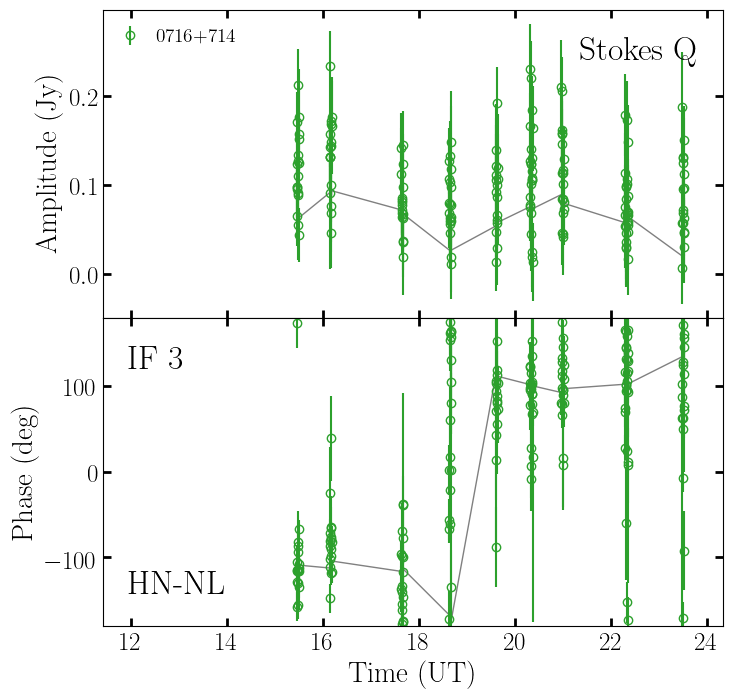 0716+714
Stokes Q
Amplitude (Jy)
0.2
0.1
0.0
IF 3
Phase (deg)
100
0
−100
HN-NL
12 14 16 18 20 22 24
Time (UT)